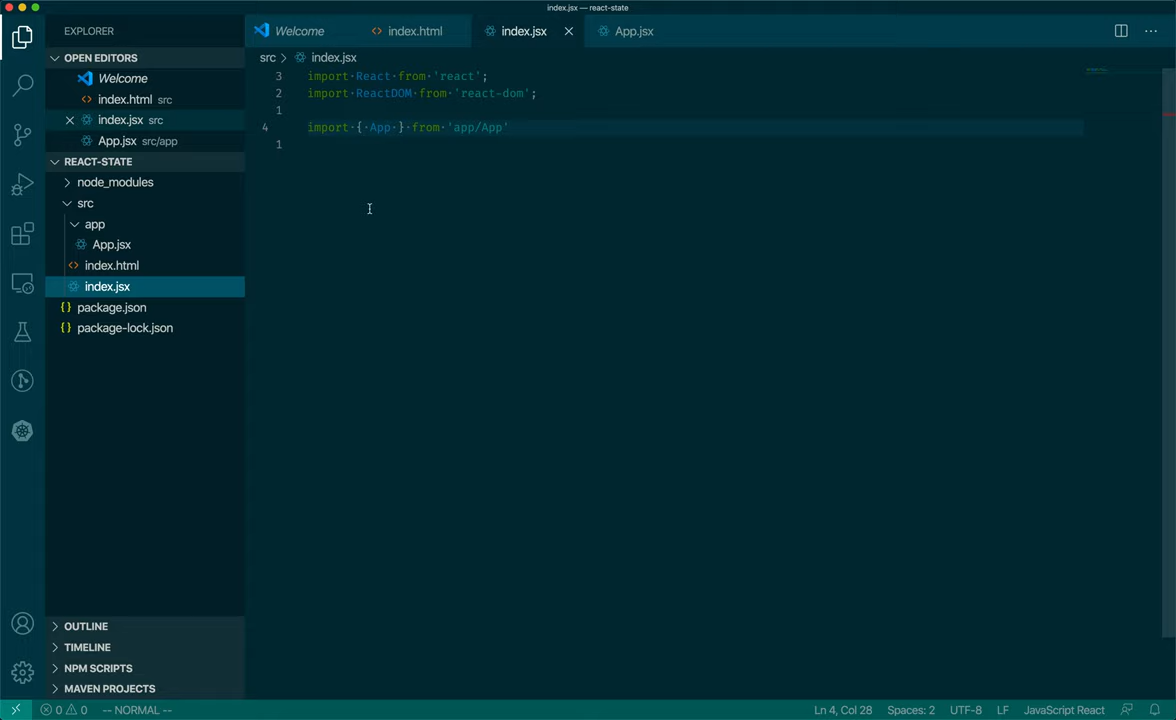 index.jsx — react-state
EXPLORER
OPEN EDITORS
Welcome
index.html src
index.jsx src
App.jsx src/app
REACT-STATE
node_modules
src
app
App.jsx
index.html
index.jsx
package.json
package-lock.json
OUTLINE
TIMELINE
NPM SCRIPTS
MAVEN PROJECTS
Welcome
index.html
index.jsx
App.jsx
src
index.jsx
3 import·React·from·'react';
2 import·ReactDOM·from·'react-dom';
1
4 import·{·App·}·from·'app/App'
1
0 0 -- NORMAL --
Ln 4, Col 28 Spaces: 2 UTF-8 LF JavaScript React